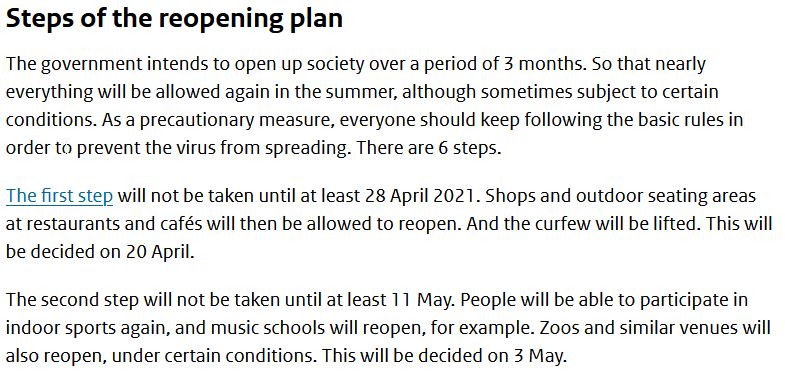 Steps of the reopening plan
The government intends to open up society over a period of 3 months. So that nearly
everything will be allowed again in the summer, although sometimes subject to certain
conditions. As a precautionary measure, everyone should keep following the basic rules in
order to prevent the virus from spreading. There are 6 steps.
The first step will not be taken until at least 28 April 2021. Shops and outdoor seating areas
at restaurants and cafés will then be allowed to reopen. And the curfew will be lifted. This will
be decided on 20 April.
The second step will not be taken until at least 11 May. People will be able to participate in
indoor sports again, and music schools will reopen, for example. Zoos and similar venues will
also reopen, under certain conditions. This will be decided on 3 May.